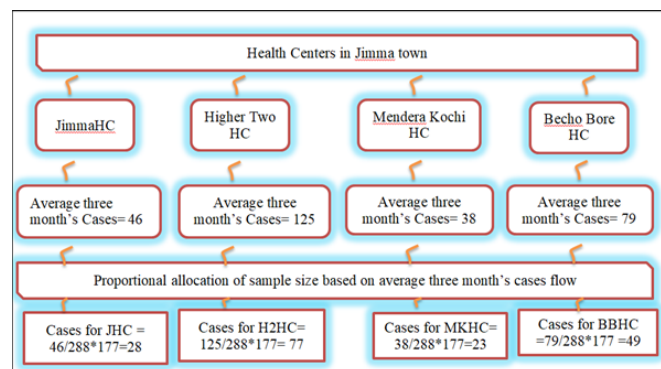 Health Centers in Jimma town
JimmaHC
Higher Two
HC
Mendera Kochi
HC
Becho Bore
HC
Average three
month's Cases= 46
Average three
month's Cases= 125
Average three
month's Cases= 38
Average three
month's Cases= 79
Proportional allocation of sample size based on average three month's cases flow
Cases for JHC =
46/288*177=28
Cases for H2HC=
125/288*177= 77
Cases for MKHC=
38/288*177=23
Cases for BBHC
=79/288*177 =49